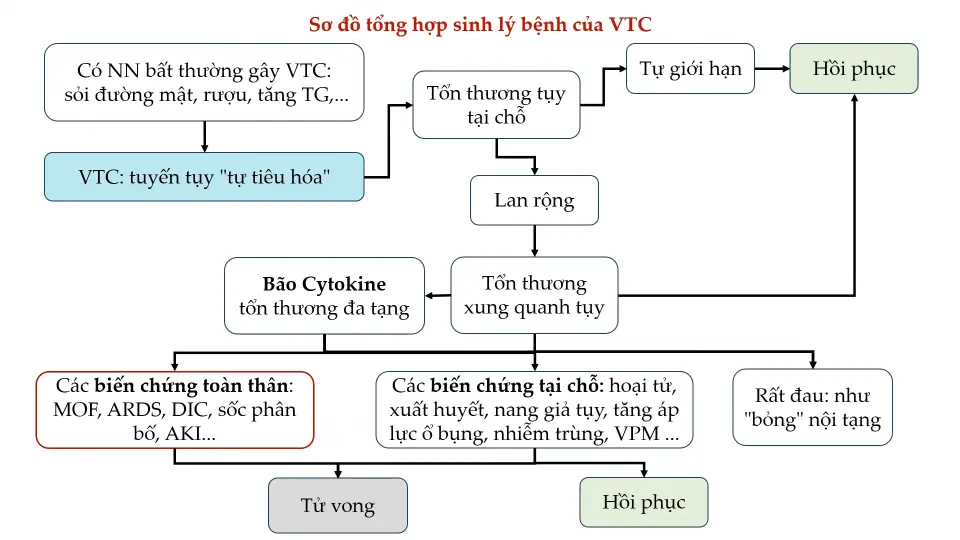 Sơ đồ tổng hợp sinh lý bệnh của VTC
Có NN bất thường gây VTC:
sỏi đường mật, rượu, tăng TG,...
Tổn thương tụy
tại chỗ
Tự giới hạn
Hồi phục
VTC: tuyến tụy "tự tiêu hóa"
Lan rộng
Bão Cytokine
tổn thương đa tạng
Tổn thương
xung quanh tụy
Các biến chứng toàn thân:
MOF, ARDS, DIC, sốc phân
bố, AKI...
Các biến chứng tại chỗ: hoại tử,
xuất huyết, nang giả tụy, tăng áp
lực ổ bụng, nhiễm trùng, VPM ...
Rất đau: như
"bỏng" nội tạng
Tử vong
Hồi phục